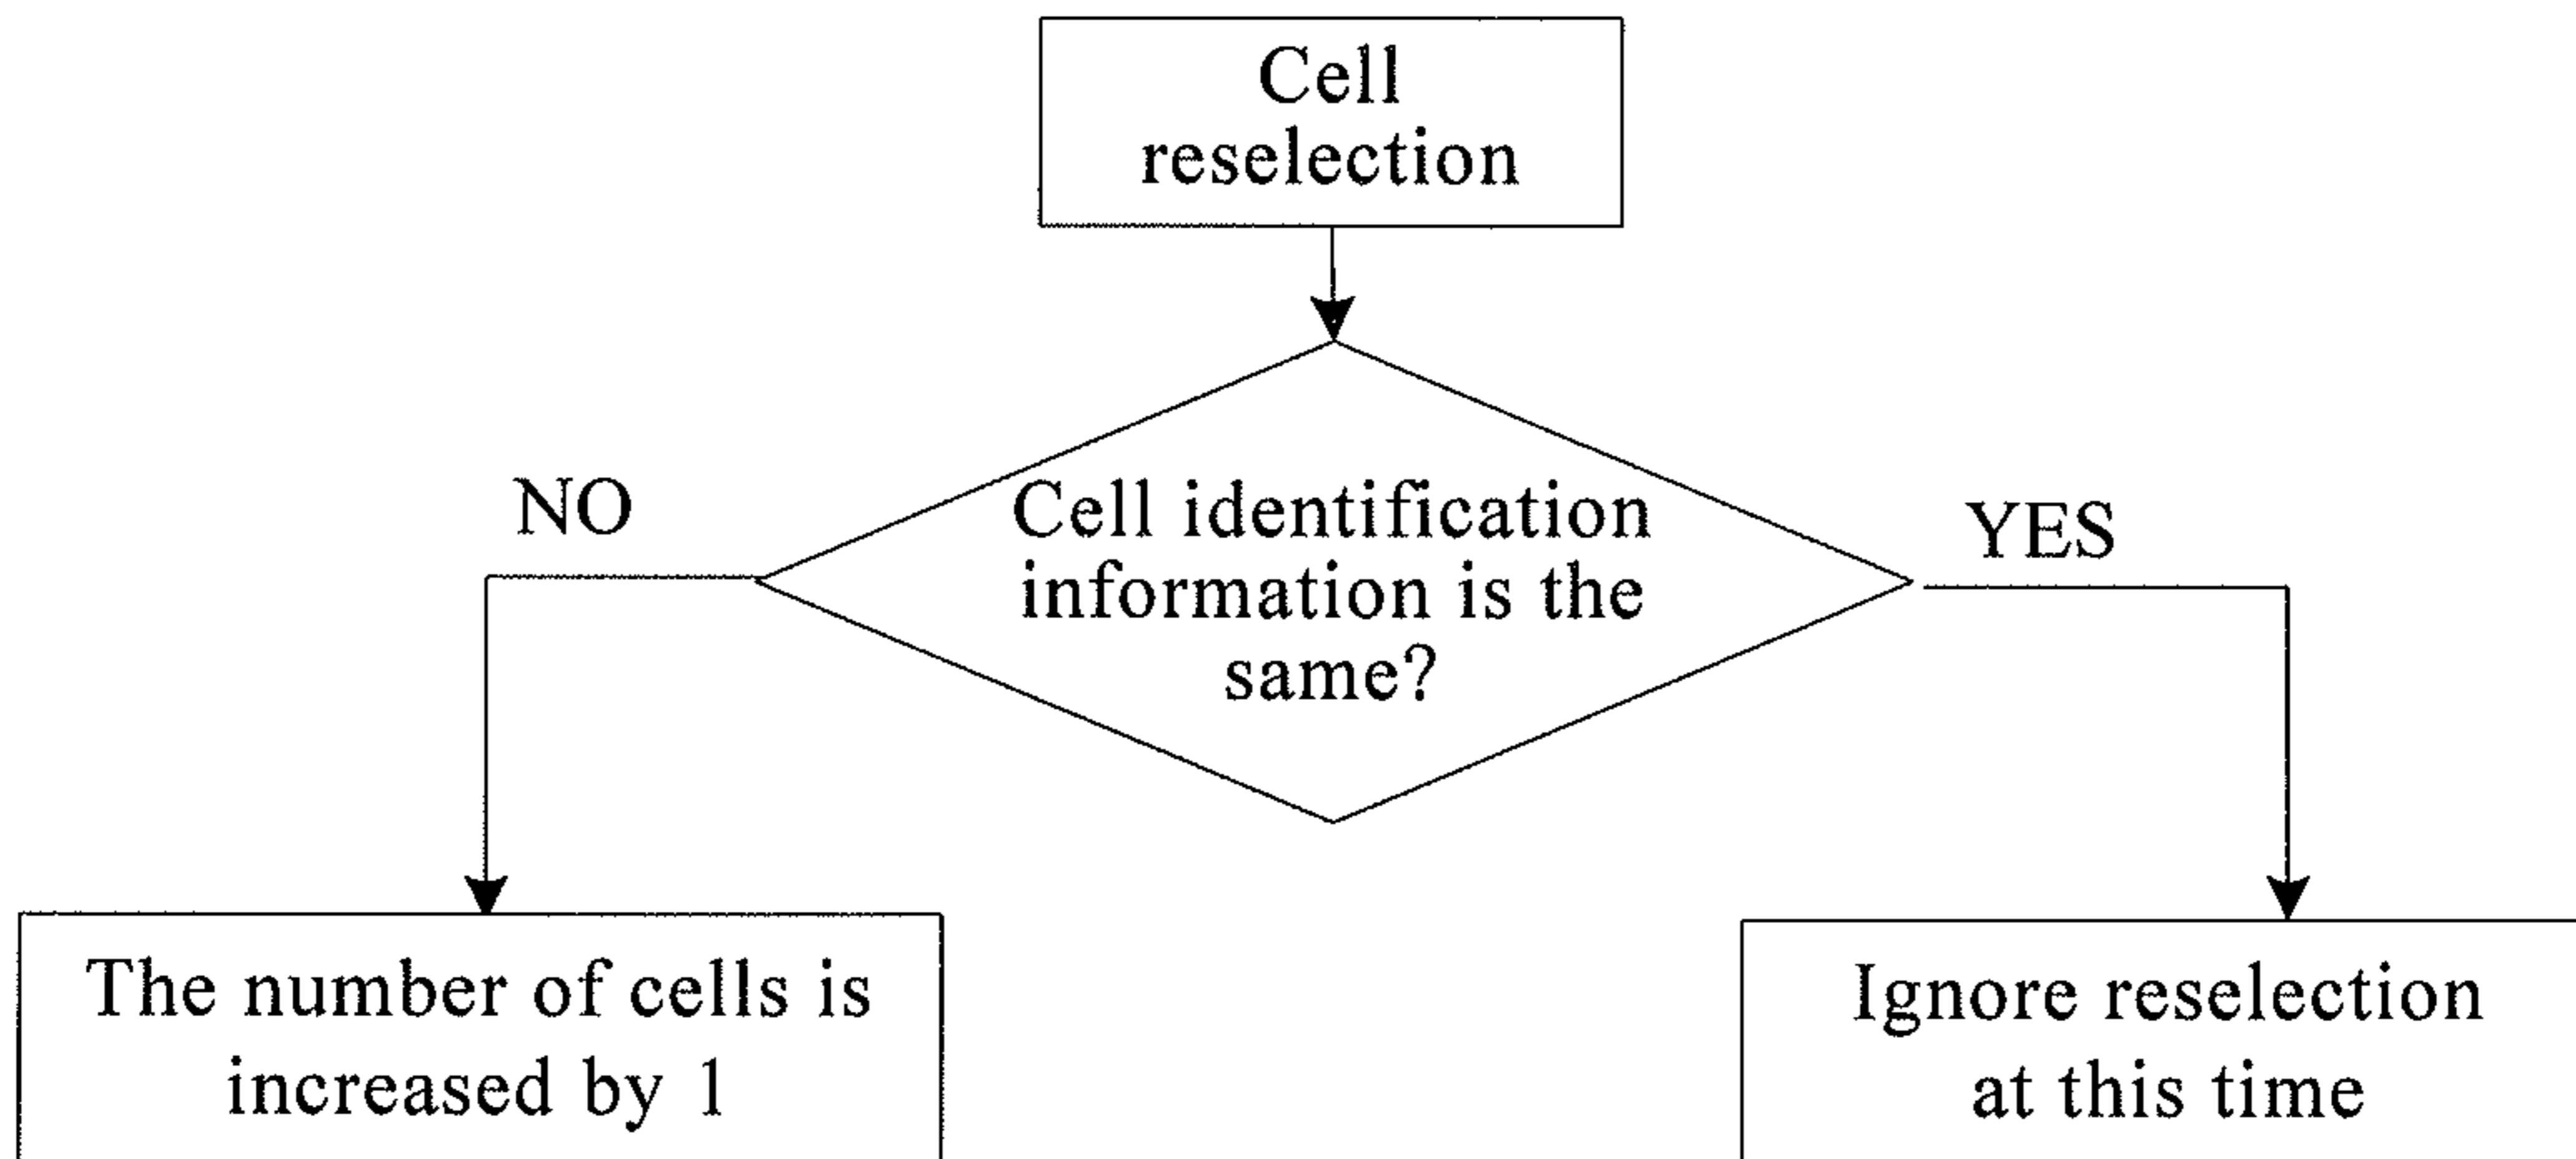 Cell
reselection
NO
Cell identification
information is the
same?
YES
The number of cells is
increased by 1
Ignore reselection
at this time